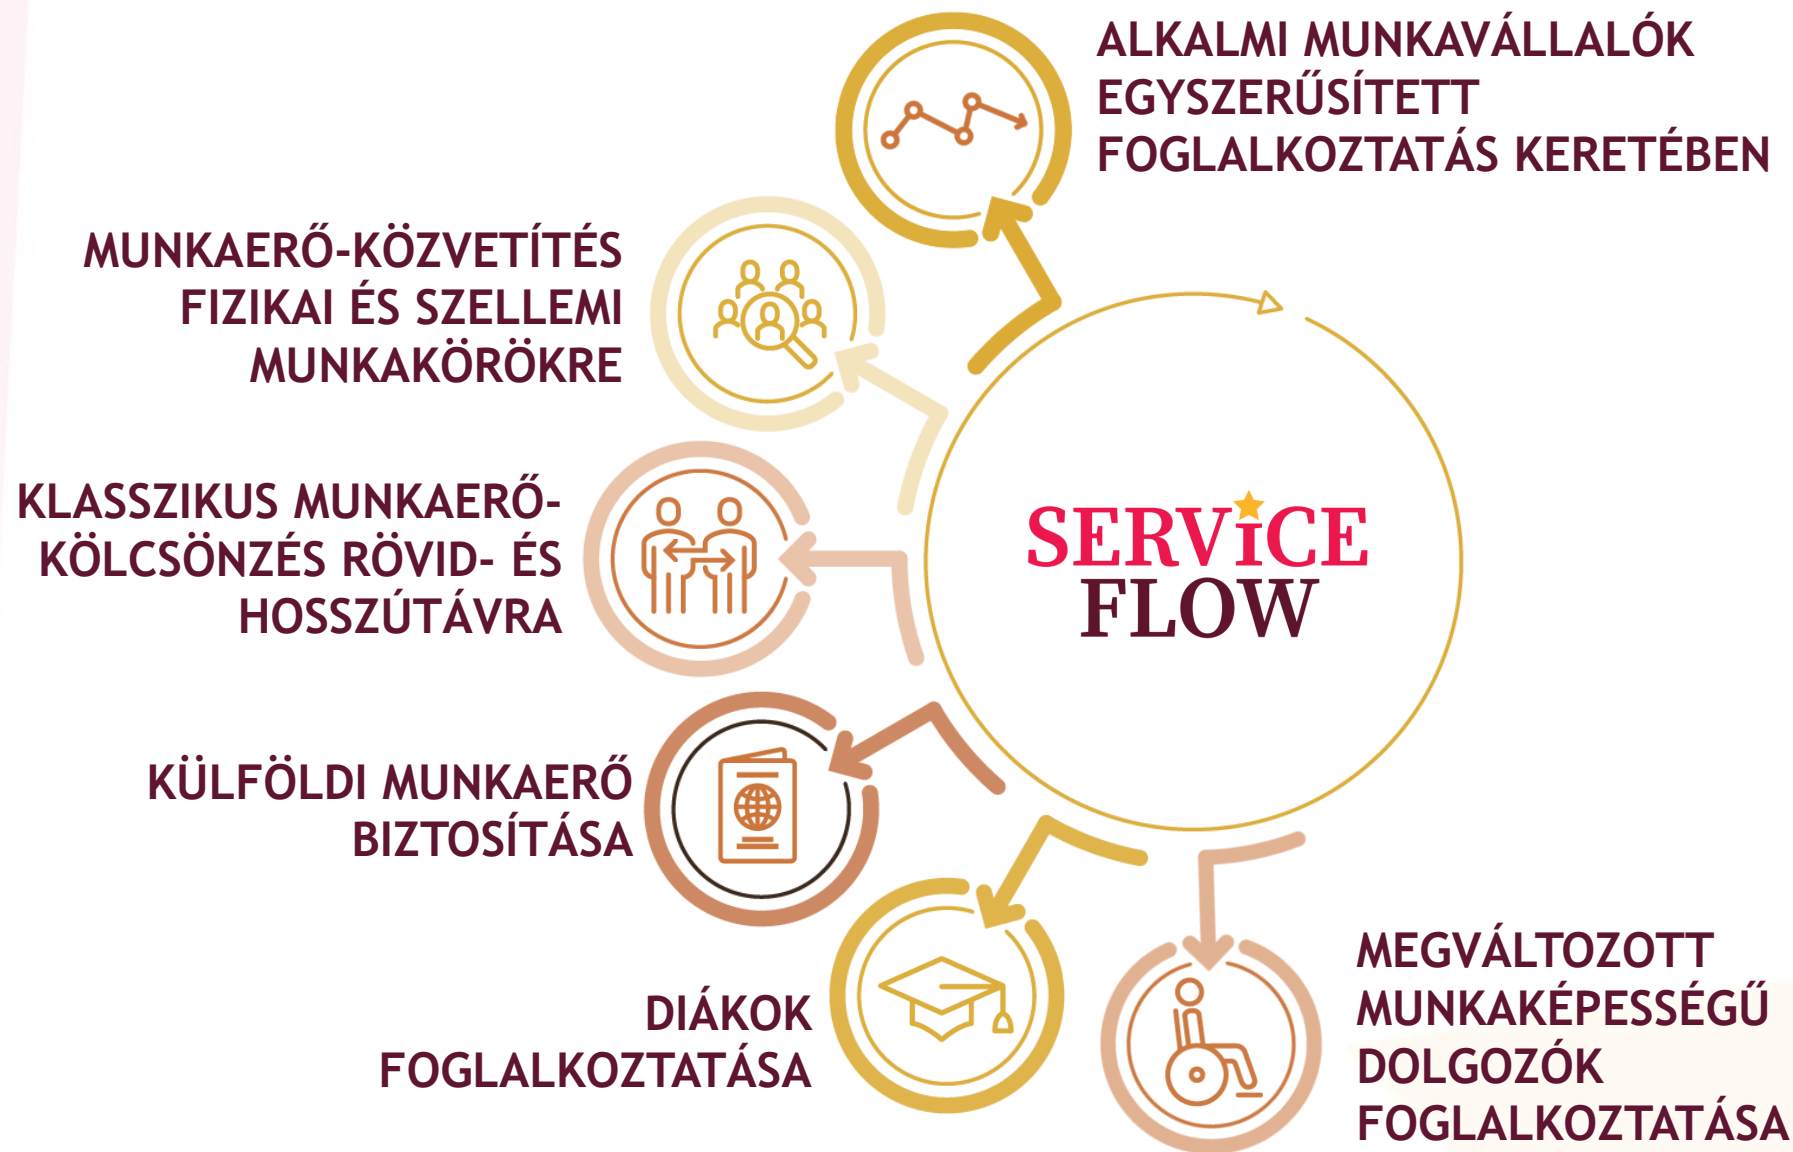 ALKALMI MUNKAVÁLLALÓK
EGYSZERŰSÍTETT
FOGLALKOZTATÁS KERETÉBEN
MUNKAERŐ-KÖZVETÍTÉS
FIZIKAI ÉS SZELLEMI
MUNKAKÖRÖKRE
KLASSZIKUS MUNKAERŐ-
KÖLCSÖNZÉS RÖVID- ÉS
HOSSZÚTÁVRA
SERViCE
FLOW
KÜLFÖLDI MUNKAERŐ
BIZTOSÍTÁSA
DIÁKOK
FOGLALKOZTATÁSA
MEGVÁLTOZOTT
MUNKAKÉPESSÉGŰ
DOLGOZÓK
FOGLALKOZTATÁSA